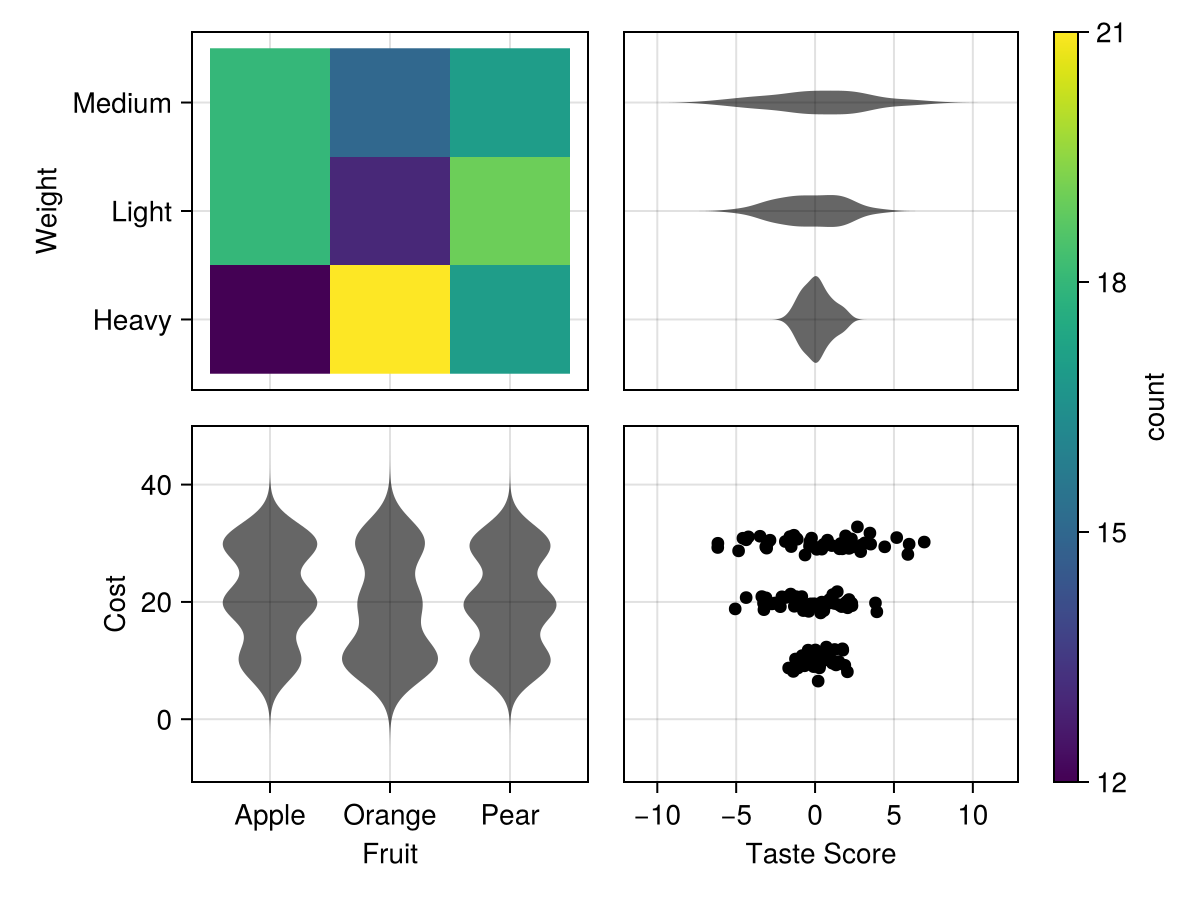 21
Medium
Weight
Light
18
Heavy
count
40
15
Cost
20
0
12
Apple Orange Pear
−10 −5 0 5 10
Fruit
Taste Score